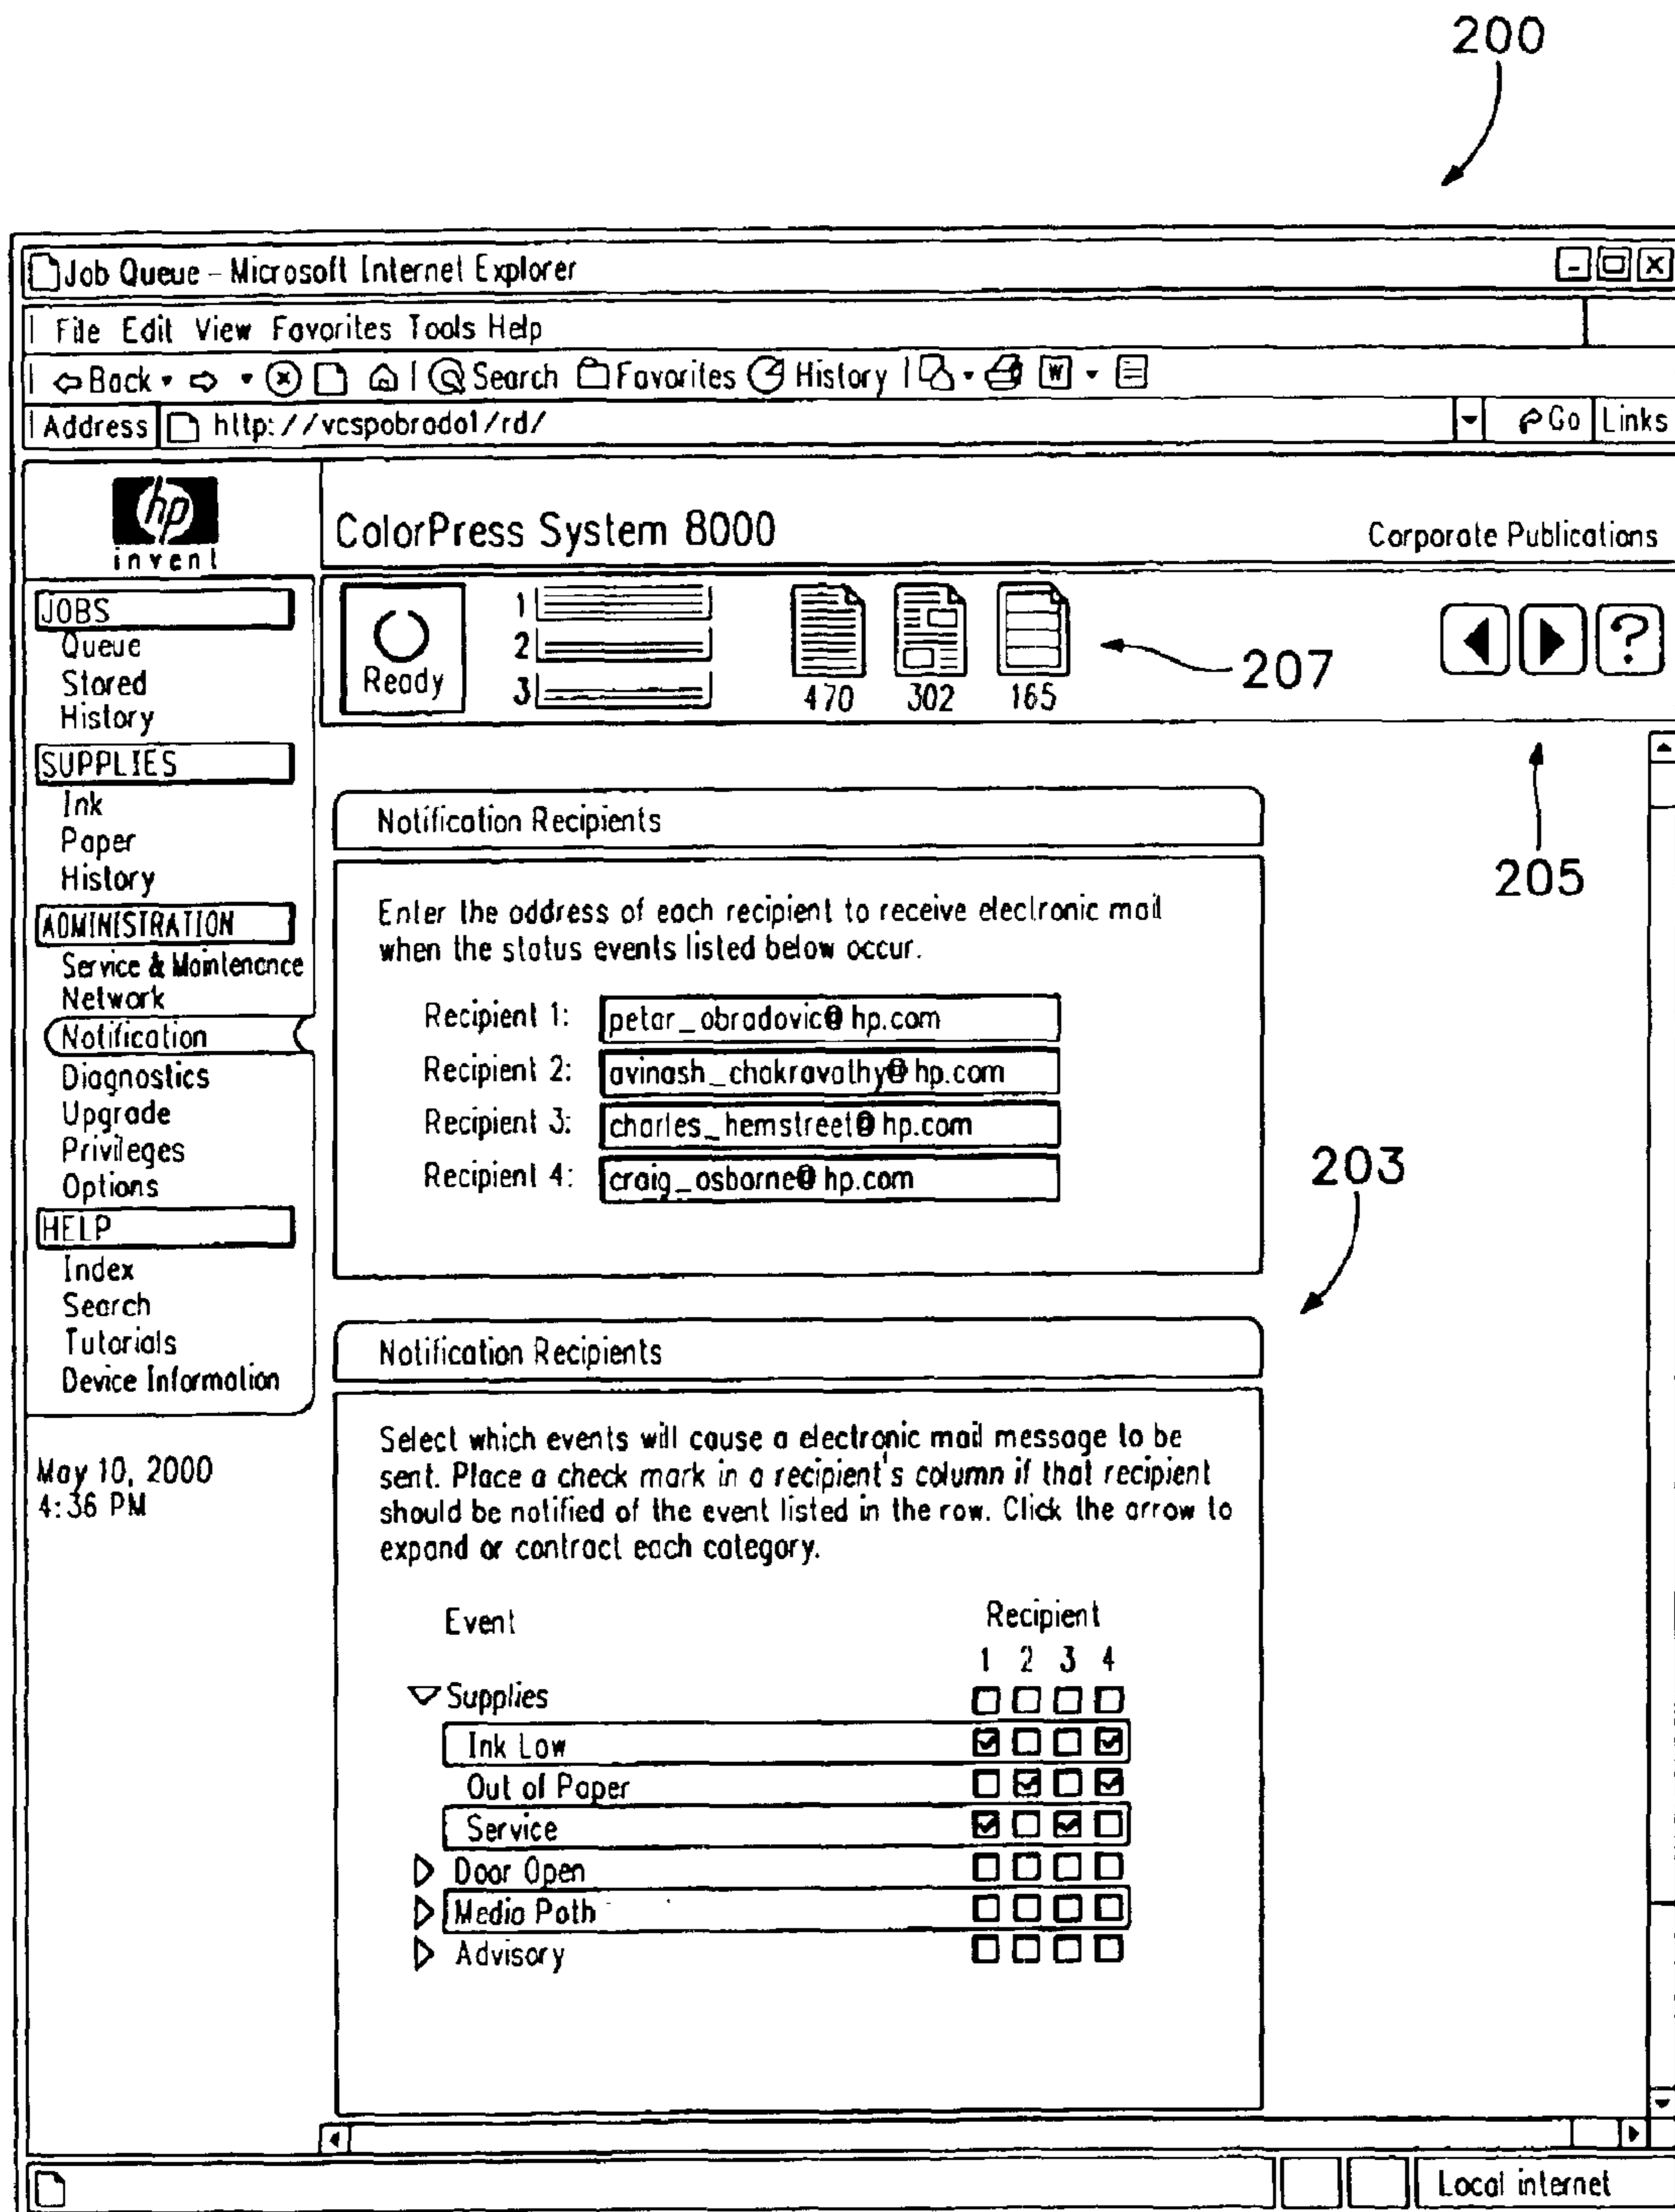 200
Job Queue – Microsoft Internet Explorer
File Edit View Favorites Tools Help
Back Search Favorites History W
Address http://vcspobrado1/rd/ Go Links
hp
invent
ColorPress System 8000 Corporate Publications
JOBS
Queue
Stored
History
SUPPLIES
Ink
Paper
History
ADMINISTRATION
Service & Maintenance
Network
Notification
Diagnostics
Upgrade
Privileges
Options
HELP
Index
Search
Tutorials
Device Information
May 10, 2000
4:36 PM
Ready
1
2
3
470 302 165
207
?
205
Notification Recipients
Enter the address of each recipient to receive electronic mail
when the status events listed below occur.
Recipient 1: petar_obradovic@hp.com
Recipient 2: avinash_chakravathy@hp.com
Recipient 3: charles_hemstreet@hp.com
Recipient 4: craig_osborne@hp.com
203
Notification Recipients
Select which events will cause a electronic mail message to be
sent. Place a check mark in a recipient's column if that recipient
should be notified of the event listed in the row. Click the arrow to
expand or contract each category.
Event Recipient
1 2 3 4
Supplies
Ink Low
Out of Paper
Service
Door Open
Media Path
Advisory
Local internet